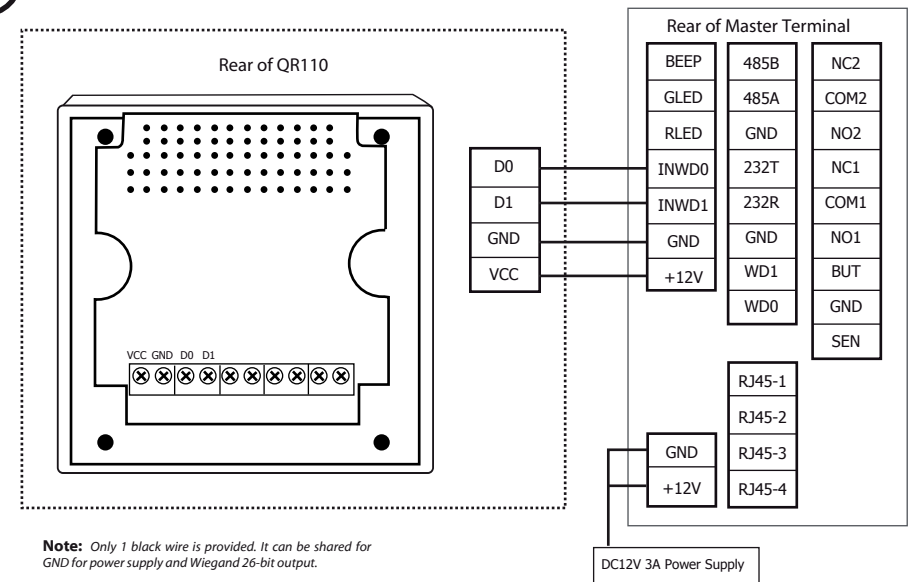 Rear of Master Terminal
Rear of QR110
BEEP
GLED
RLED
INWD0
INWD1
GND
+12V
485B
485A
GND
232T
232R
GND
WD1
WD0
NC2
COM2
NO2
NC1
COM1
NO1
BUT
GND
SEN
D0
D1
GND
VCC
VCC GND D0 D1
RJ45-1
RJ45-2
RJ45-3
RJ45-4
GND
+12V
DC12V 3A Power Supply
Note: Only 1 black wire is provided. It can be shared for
GND for power supply and Wiegand 26-bit output.